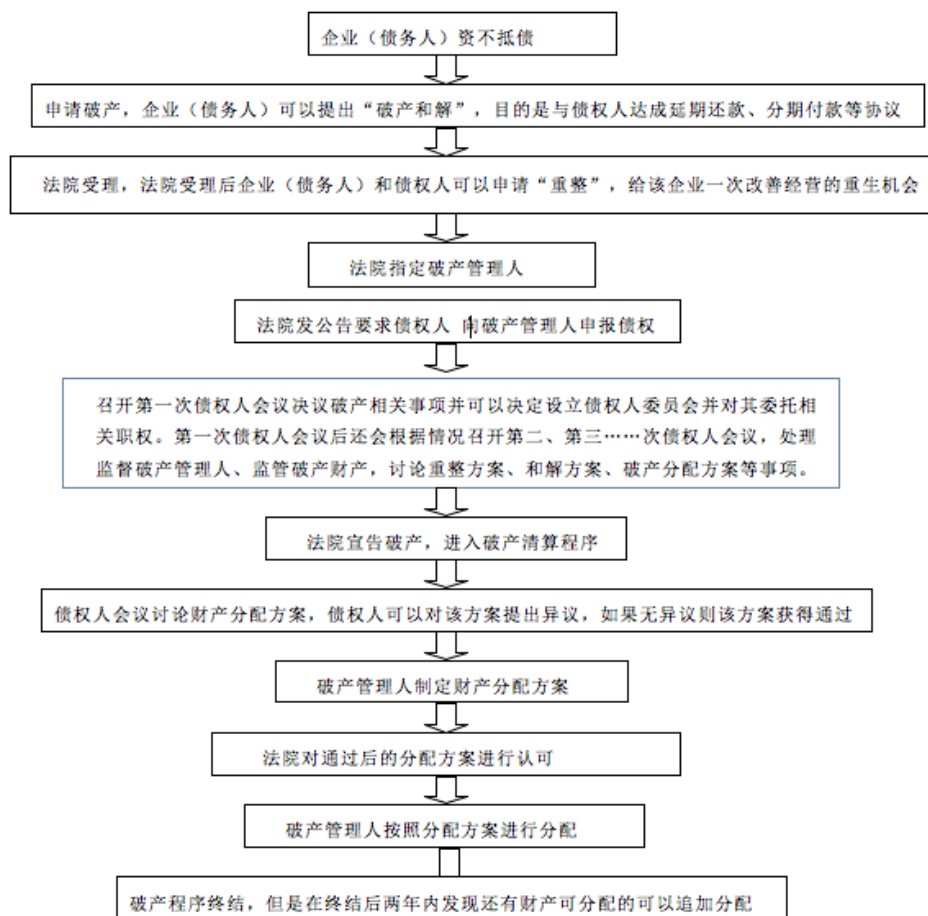 企业（债务人）资不抵债
申请破产，企业（债务人）可以提出“破产和解”，目的是与债权人达成延期还款、分期付款等协议
法院受理，法院受理后企业（债务人）和债权人可以申请“重整”，给该企业一次改善经营的重生机会
法院指定破产管理人
法院发公告要求债权人 向破产管理人申报债权
召开第一次债权人会议决议破产相关事项并可以决定设立债权人委员会并对其委托相
关职权。第一次债权人会议后还会根据情况召开第二、第三……次债权人会议，处理
监督破产管理人、监管破产财产，讨论重整方案、和解方案、破产分配方案等事项。
法院宣告破产，进入破产清算程序
债权人会议讨论财产分配方案，债权人可以对该方案提出异议，如果无异议则该方案获得通过
破产管理人制定财产分配方案
法院对通过后的分配方案进行认可
破产管理人按照分配方案进行分配
破产程序终结，但是在终结后两年内发现还有财产可分配的可以追加分配